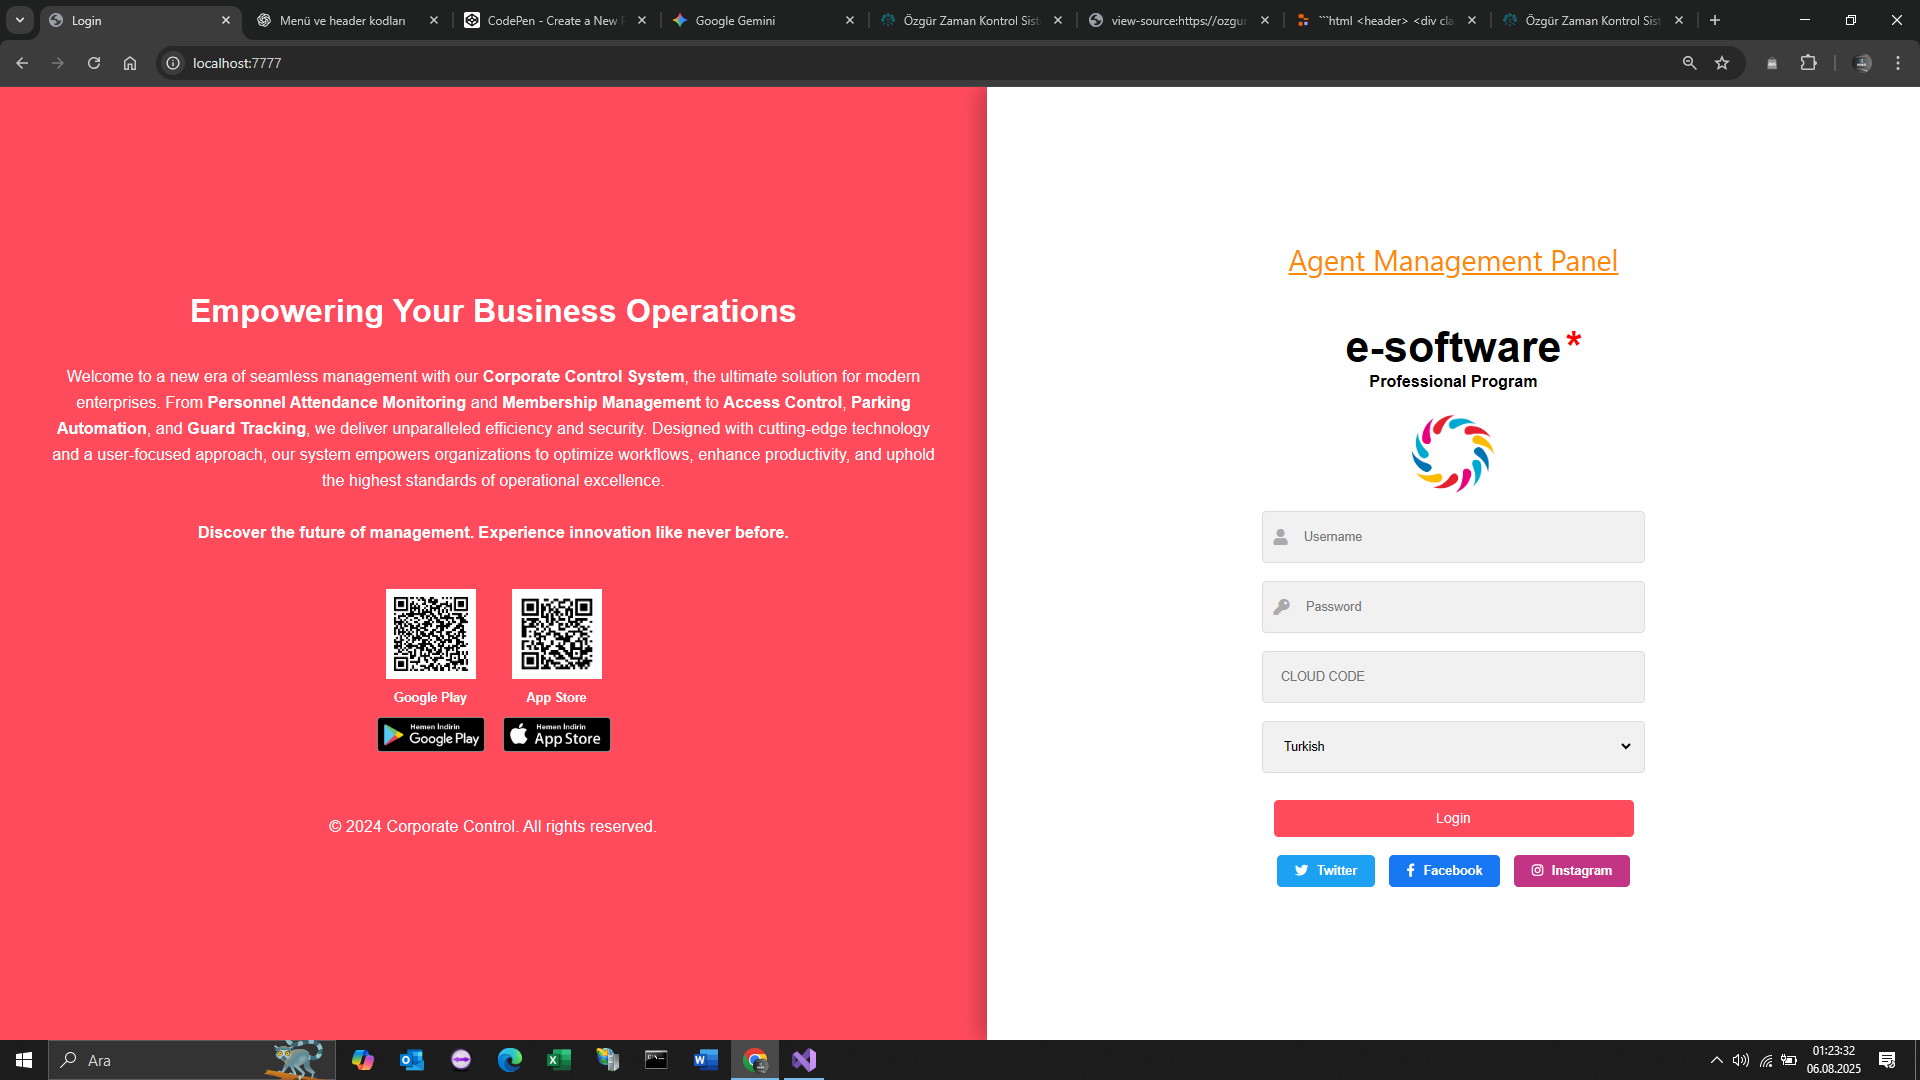 Login
Menü ve header kodları
CodePen - Create a New
Google Gemini
Özgür Zaman Kontrol Sist
view-source:https://ozgur
```html <header> <div cla
Özgür Zaman Kontrol Sist
localhost:7777
Empowering Your Business Operations
Welcome to a new era of seamless management with our Corporate Control System, the ultimate solution for modern
enterprises. From Personnel Attendance Monitoring and Membership Management to Access Control, Parking
Automation, and Guard Tracking, we deliver unparalleled efficiency and security. Designed with cutting-edge technology
and a user-focused approach, our system empowers organizations to optimize workflows, enhance productivity, and uphold
the highest standards of operational excellence.
Discover the future of management. Experience innovation like never before.
Google Play
App Store
Hemen İndirin
Google Play
Hemen İndirin
App Store
© 2024 Corporate Control. All rights reserved.
Agent Management Panel
e-software*
Professional Program
Username
Password
CLOUD CODE
Turkish
Login
Twitter
Facebook
Instagram
Ara
01:23:32
06.08.2025